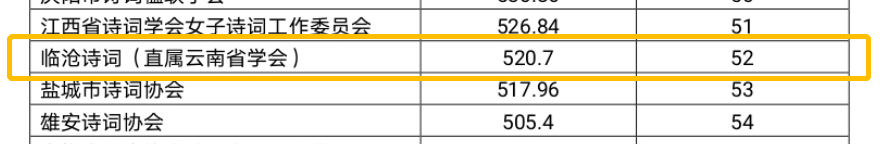 江西省诗词学会女子诗词工作委员会 526.84 51
临沧诗词（直属云南省学会） 520.7 52
盐城市诗词协会 517.96 53
雄安诗词协会 505.4 54